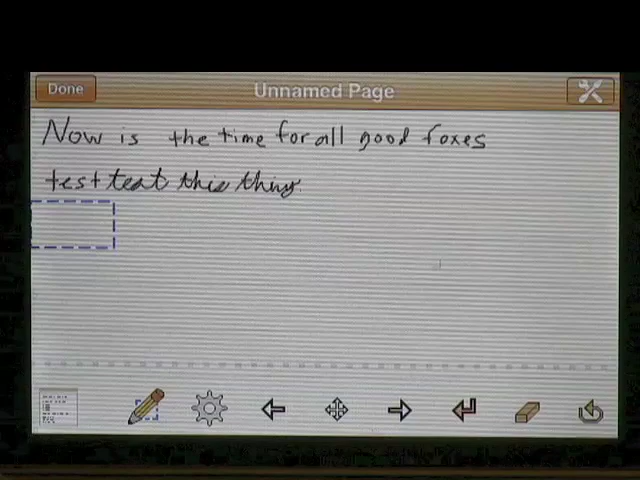 Done
Unnamed Page
Now is the time for all good foxes
test test this thing